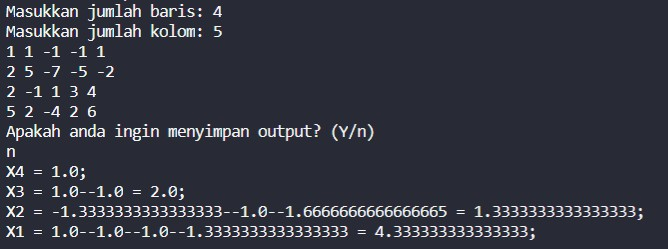 Masukkan jumlah baris: 4
Masukkan jumlah kolom: 5
1 1 -1 -1 1
2 5 -7 -5 -2
2 -1 1 3 4
5 2 -4 2 6
Apakah anda ingin menyimpan output? (Y/n)
n
X4 = 1.0;
X3 = 1.0--1.0 = 2.0;
X2 = -1.3333333333333333--1.0--1.6666666666666665 = 1.3333333333333333;
X1 = 1.0--1.0--1.0--1.3333333333333333 = 4.333333333333333;